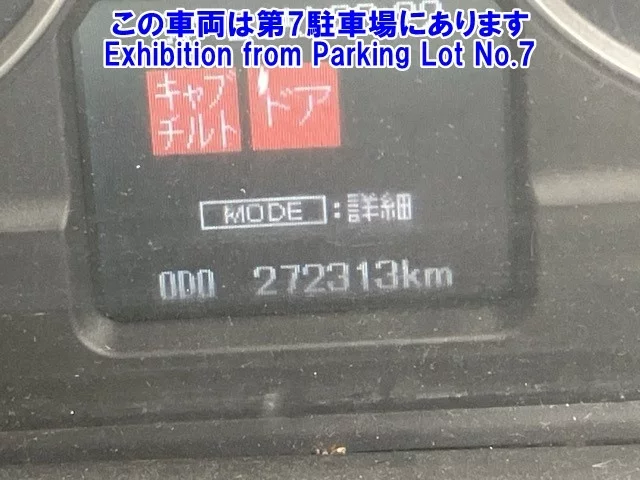 この車両は第7駐車場にあります
Exhibition from Parking Lot No.7
キャブ ドア
チルト
MODE :詳細
ODO 272313km